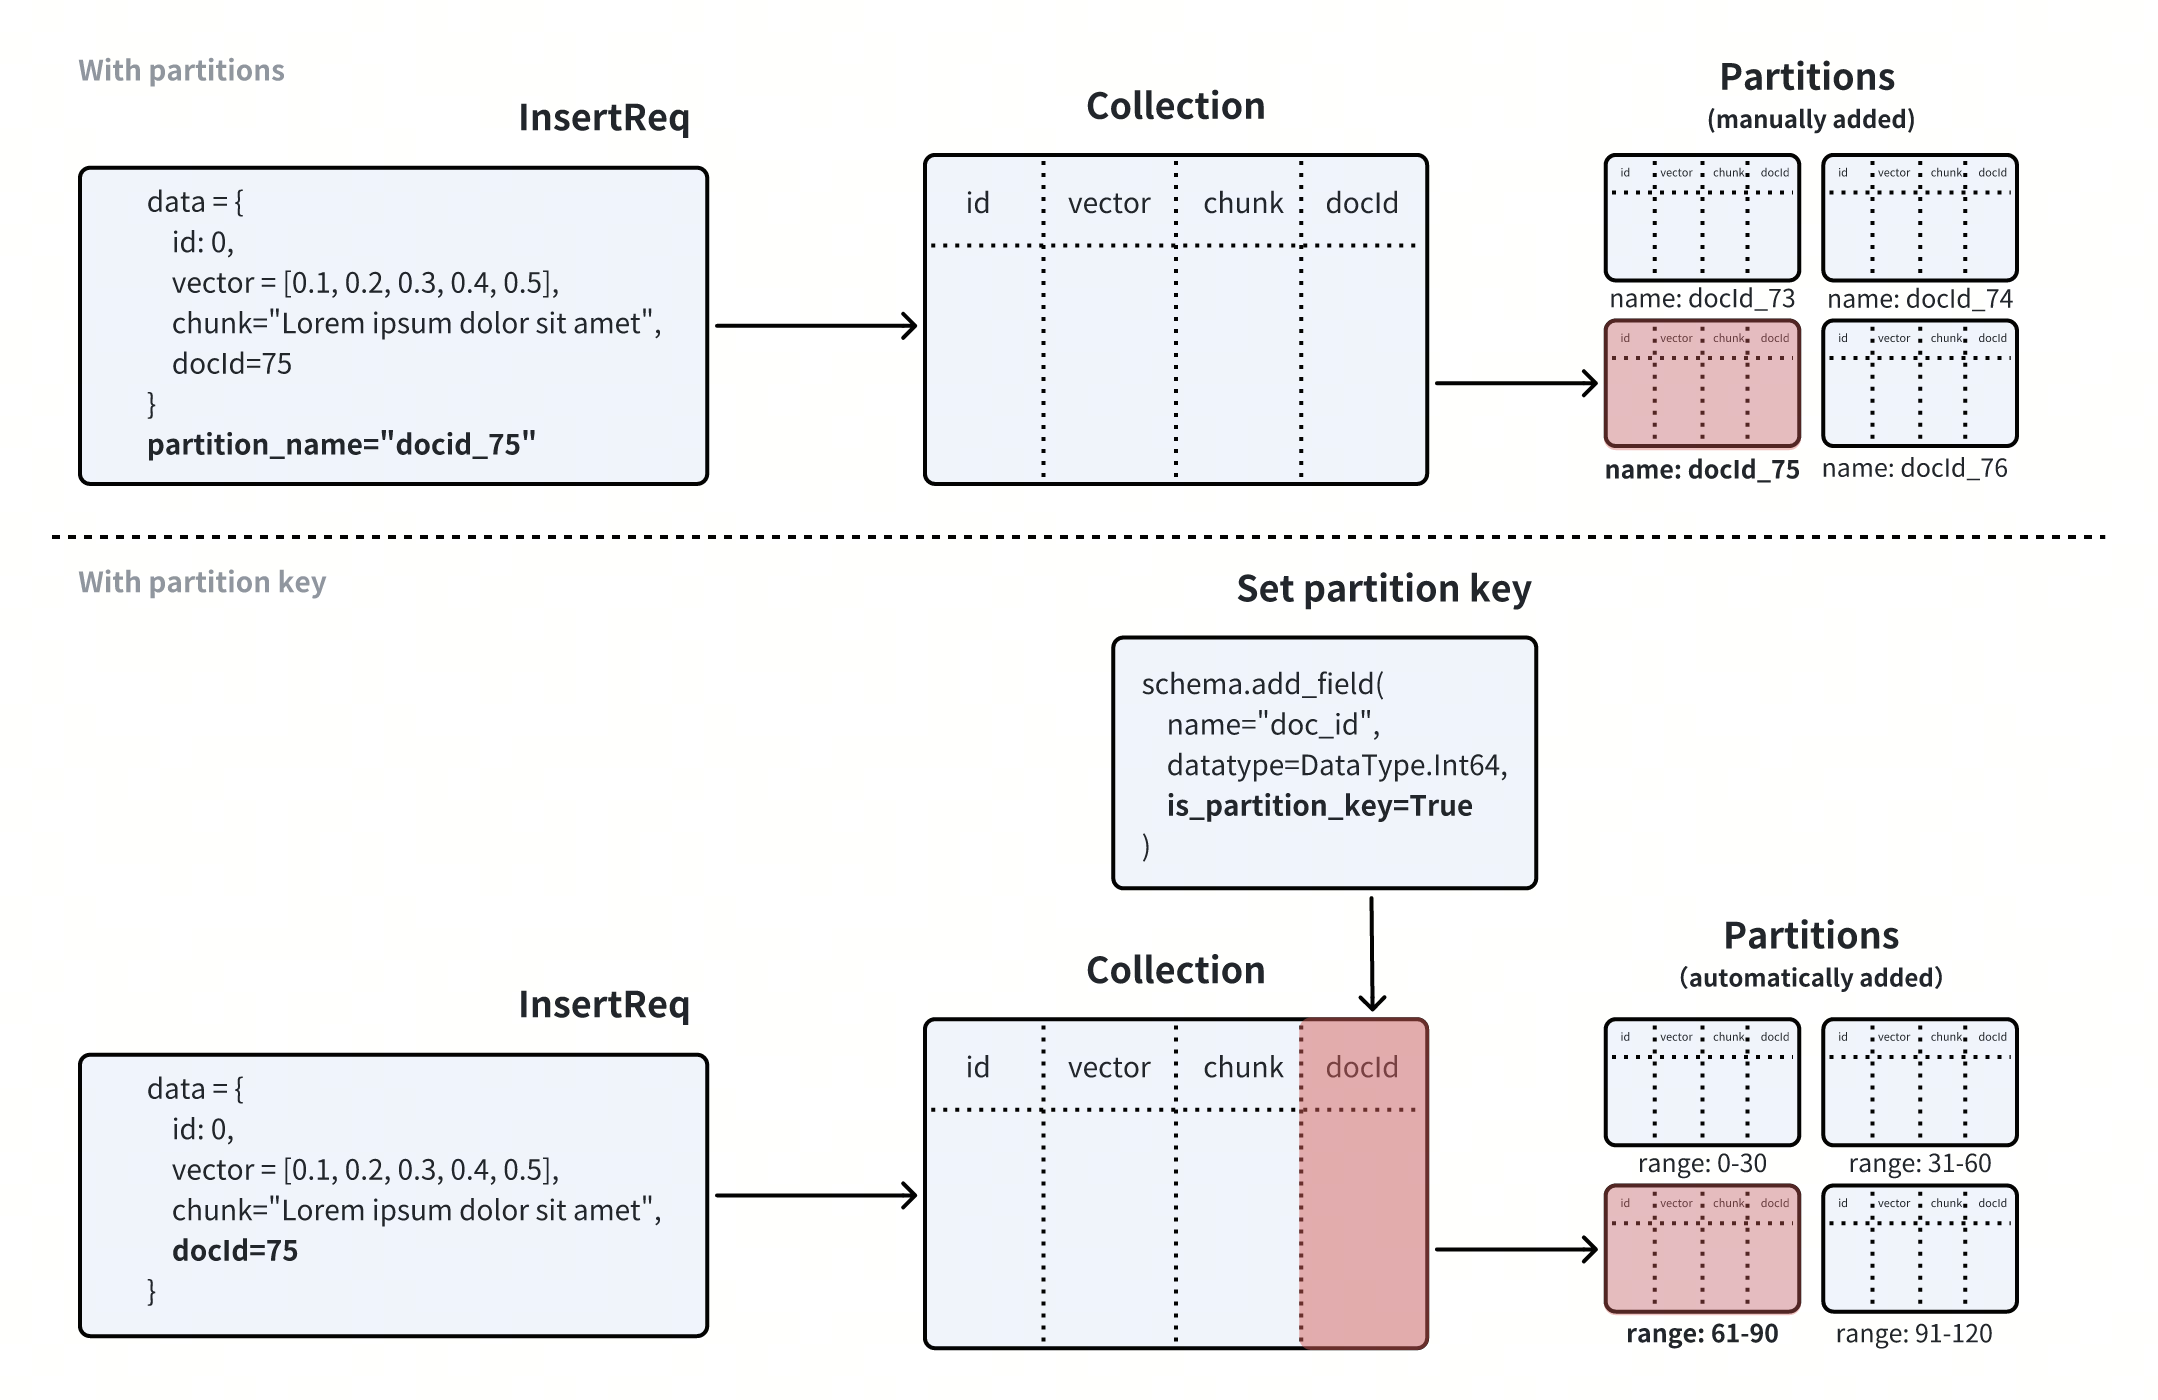 With partitions
InsertReq
data = {
id: 0,
vector = [0.1, 0.2, 0.3, 0.4, 0.5],
chunk="Lorem ipsum dolor sit amet",
docId=75
}
partition_name="docid_75"
Collection
id vector chunk docId
Partitions
(manually added)
id vector chunk docId
name: docId_73
id vector chunk docId
name: docId_74
id vector chunk docId
name: docId_75
id vector chunk docId
name: docId_76
With partition key
Set partition key
schema.add_field(
name="doc_id",
datatype=DataType.Int64,
is_partition_key=True
)
InsertReq
data = {
id: 0,
vector = [0.1, 0.2, 0.3, 0.4, 0.5],
chunk="Lorem ipsum dolor sit amet",
docId=75
}
Collection
id vector chunk docId
Partitions
(automatically added)
id vector chunk docId
range: 0-30
id vector chunk docId
range: 31-60
id vector chunk docId
range: 61-90
id vector chunk docId
range: 91-120